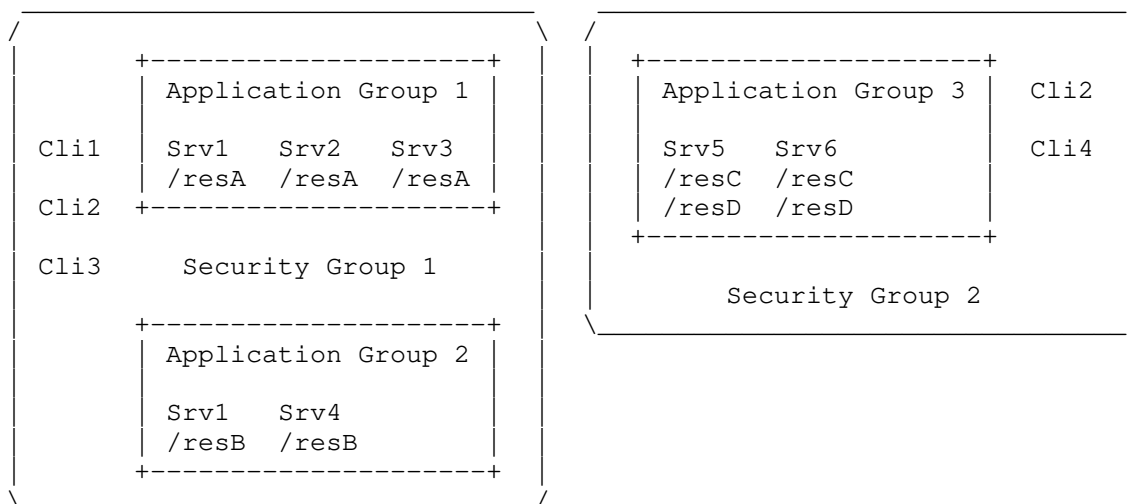 Application Group 1
Cli1 Srv1 Srv2 Srv3
/resA /resA /resA
Cli2
Cli3 Security Group 1
Application Group 2
Srv1 Srv4
/resB /resB
Application Group 3 Cli2
Srv5 Srv6 Cli4
/resC /resC
/resD /resD
Security Group 2